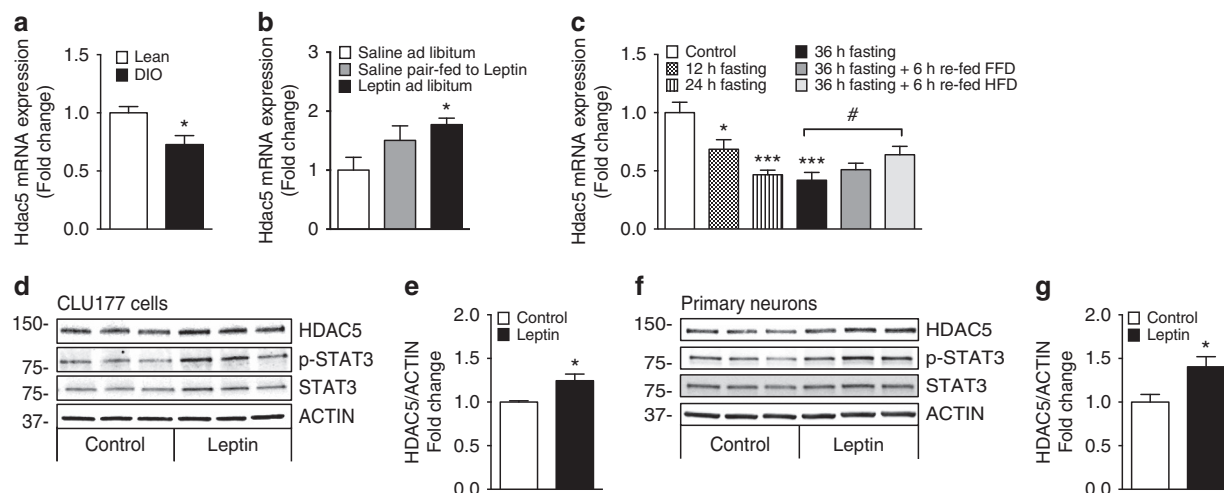 a
Hdac5 mRNA expression
(Fold change)
1.5
1.0
0.5
0.0
Lean
DIO
*
b
Hdac5 mRNA expression
(Fold change)
3
2
1
0
Saline ad libitum
Saline pair-fed to Leptin
Leptin ad libitum
*
c
Hdac5 mRNA expression
(Fold change)
1.5
1.0
0.5
0.0
Control
12 h fasting
24 h fasting
36 h fasting
36 h fasting + 6 h re-fed FFD
36 h fasting + 6 h re-fed HFD
*
***
***
#
d
CLU177 cells
150-
75-
75-
37-
HDAC5
p-STAT3
STAT3
ACTIN
Control
Leptin
e
HDAC5/ACTIN
Fold change
2.0
1.5
1.0
0.5
0.0
Control
Leptin
*
f
Primary neurons
150-
75-
75-
37-
HDAC5
p-STAT3
STAT3
ACTIN
Control
Leptin
g
HDAC5/ACTIN
Fold change
2.0
1.5
1.0
0.5
0.0
Control
Leptin
*